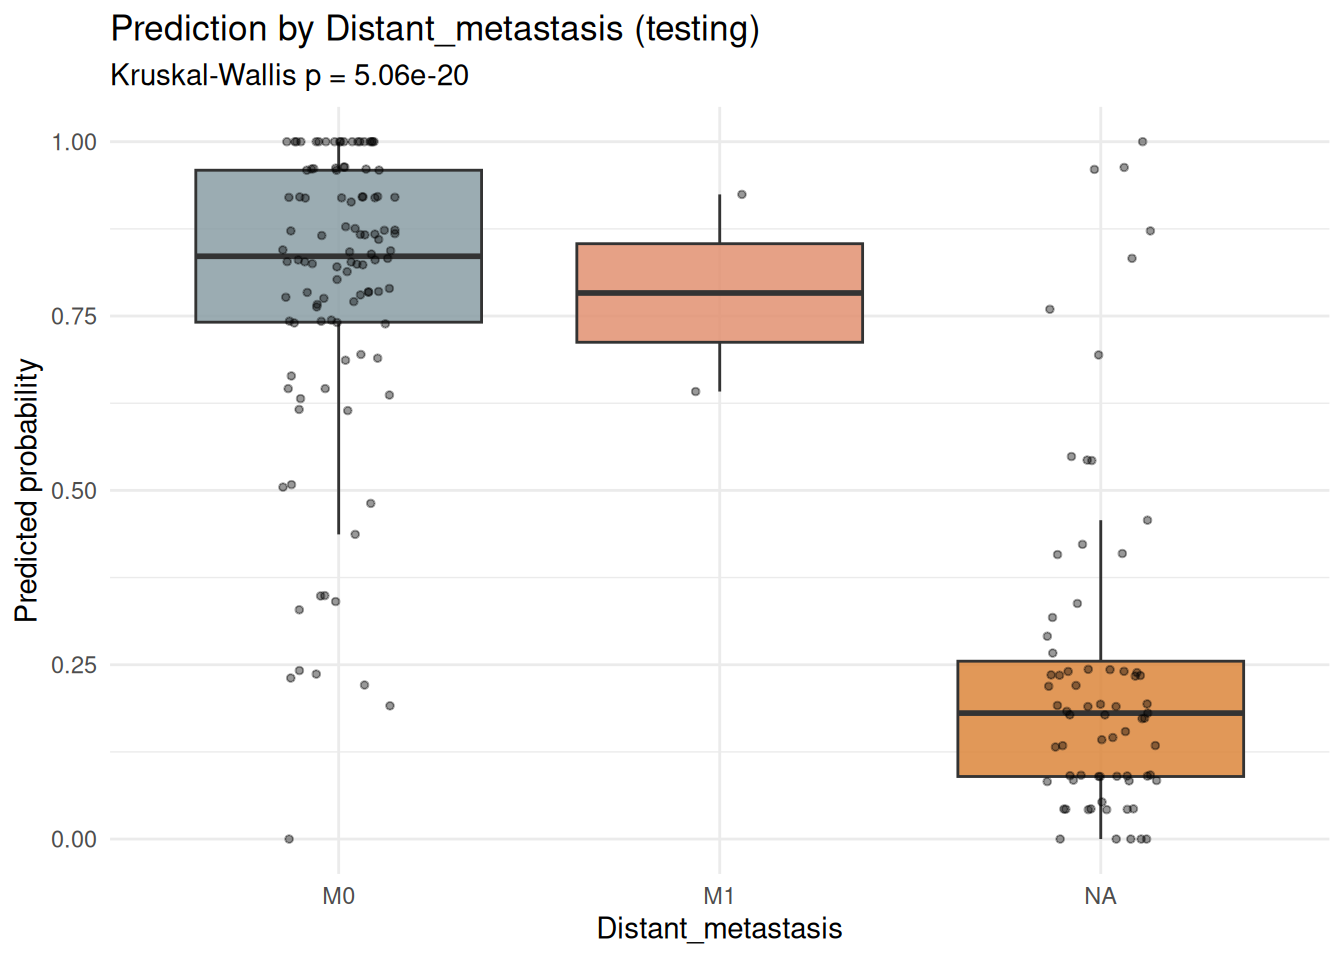 Prediction by Distant_metastasis (testing)
Kruskal-Wallis p = 5.06e-20
1.00
0.75
0.50
0.25
0.00
Predicted probability
M0 M1 NA
Distant_metastasis